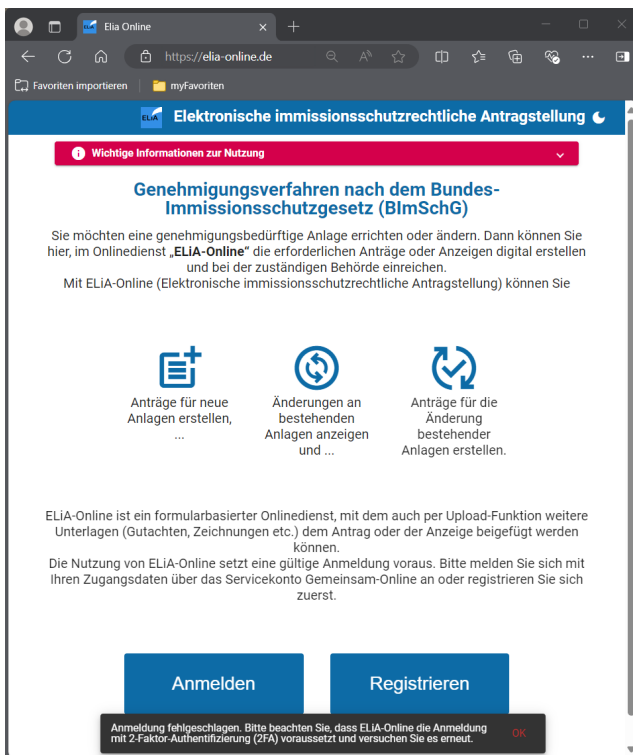 Elia Online
https://elia-online.de
Favoriten importieren
myFavoriten
ELiA
Elektronische immissionsschutzrechtliche Antragstellung
Wichtige Informationen zur Nutzung
Genehmigungsverfahren nach dem Bundes-
Immissionsschutzgesetz (BImSchG)
Sie möchten eine genehmigungsbedürftige Anlage errichten oder ändern. Dann können Sie
hier, im Onlinedienst „ELiA-Online“ die erforderlichen Anträge oder Anzeigen digital erstellen
und bei der zuständigen Behörde einreichen.
Mit ELiA-Online (Elektronische immissionsschutzrechtliche Antragstellung) können Sie
Anträge für neue
Anlagen erstellen,
...
Änderungen an
bestehenden
Anlagen anzeigen
und ...
Anträge für die
Änderung
bestehender
Anlagen erstellen.
ELiA-Online ist ein formularbasierter Onlinedienst, mit dem auch per Upload-Funktion weitere
Unterlagen (Gutachten, Zeichnungen etc.) dem Antrag oder der Anzeige beigefügt werden
können.
Die Nutzung von ELiA-Online setzt eine gültige Anmeldung voraus. Bitte melden Sie sich mit
Ihren Zugangsdaten über das Servicekonto Gemeinsam-Online an oder registrieren Sie sich
zuerst.
Anmelden
Registrieren
Anmeldung fehlgeschlagen. Bitte beachten Sie, dass ELiA-Online die Anmeldung
mit 2-Faktor-Authentifizierung (2FA) voraussetzt und versuchen Sie es erneut.
OK